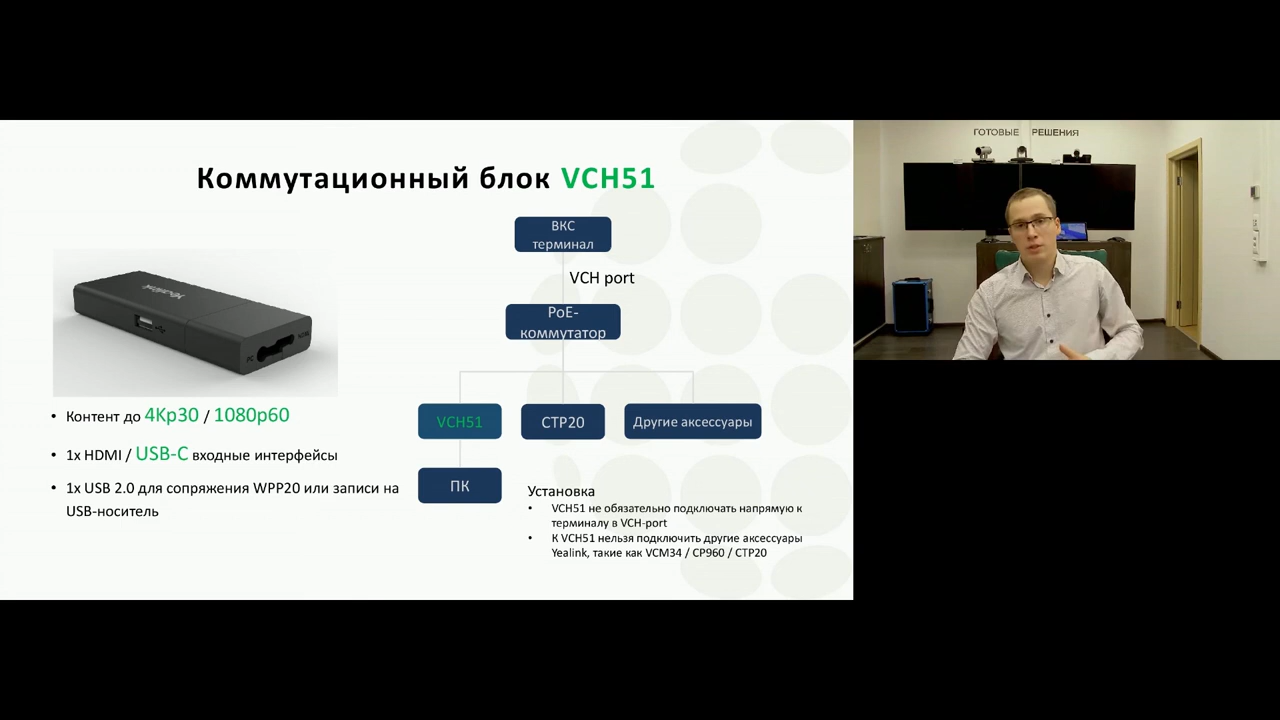 Коммутационный блок VCH51
ВКС
терминал
VCH port
PoE-
коммутатор
VCH51
CTP20
Другие аксессуары
ПК
Yealink
PC
• Контент до 4Kp30 / 1080p60
• 1x HDMI / USB-C входные интерфейсы
• 1x USB 2.0 для сопряжения WPP20 или записи на
USB-носитель
Установка
• VCH51 не обязательно подключать напрямую к
терминалу в VCH-port
• К VCH51 нельзя подключить другие аксессуары
Yealink, такие как VCM34 / CP960 / CTP20
ГОТОВЫЕ РЕШЕНИЯ